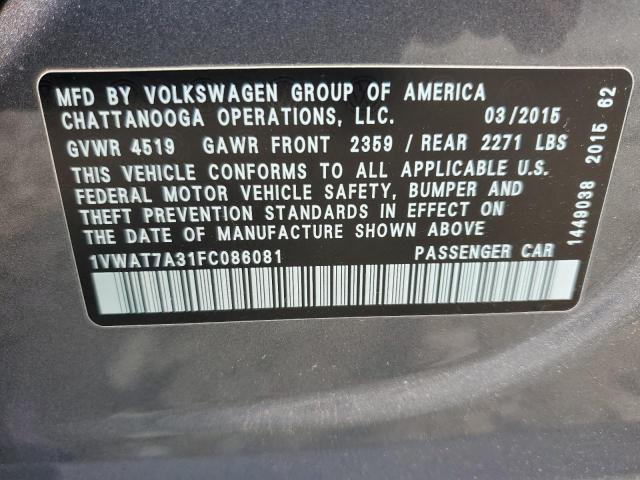 MFD BY VOLKSWAGEN GROUP OF AMERICA
CHATTANOOGA OPERATIONS, LLC. 03/2015
GVWR 4519 GAWR FRONT 2359 / REAR 2271 LBS
THIS VEHICLE CONFORMS TO ALL APPLICABLE U.S.
FEDERAL MOTOR VEHICLE SAFETY, BUMPER AND
THEFT PREVENTION STANDARDS IN EFFECT ON
THE DATE OF MANUFACTURE SHOWN ABOVE
1VWAT7A31FC086081 PASSENGER CAR
1449038 2015 62